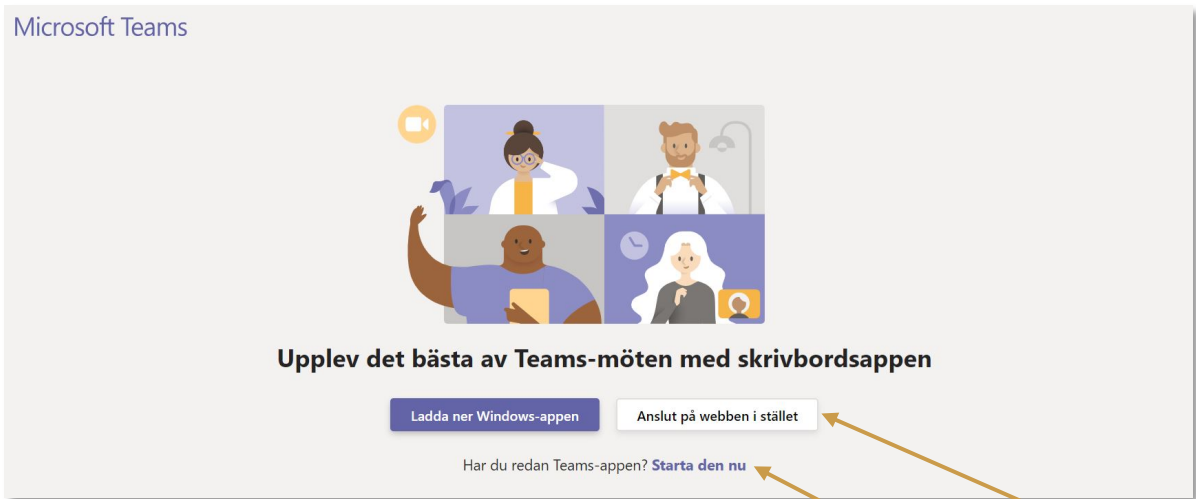 Microsoft Teams
Upplev det bästa av Teams-möten med skrivbordsappen
Ladda ner Windows-appen
Anslut på webben i stället
Har du redan Teams-appen? Starta den nu